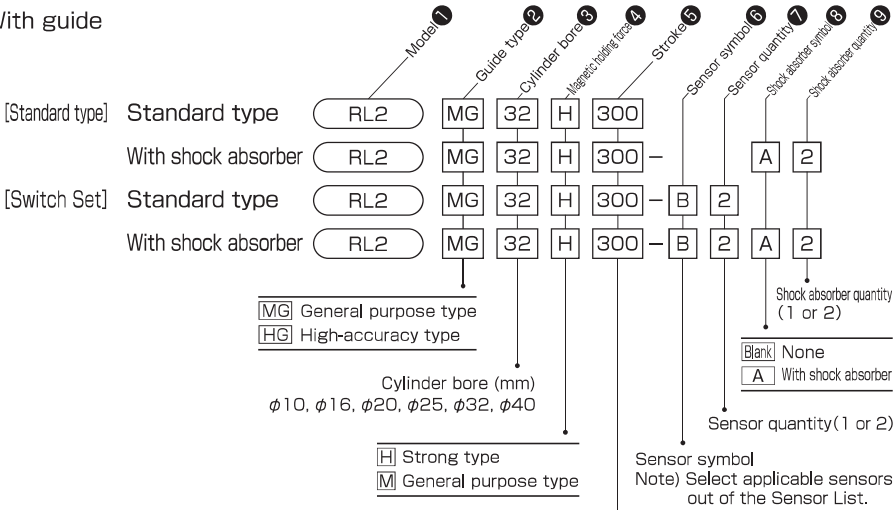 With guide
Model❶
Guide type❷
Cylinder bore❸
Magnetic holding force❹
Stroke❺
Sensor symbol❻
Sensor quantity❼
Shock absorber symbol❽
Shock absorber quantity❾
[Standard type] Standard type RL2 MG 32 H 300
With shock absorber RL2 MG 32 H 300 – A 2
[Switch Set] Standard type RL2 MG 32 H 300 – B 2
With shock absorber RL2 MG 32 H 300 – B 2 A 2
MG General purpose type
HG High-accuracy type
Cylinder bore (mm)
φ10, φ16, φ20, φ25, φ32, φ40
H Strong type
M General purpose type
Shock absorber quantity
(1 or 2)
Blank None
A With shock absorber
Sensor quantity(1 or 2)
Sensor symbol
Note) Select applicable sensors
out of the Sensor List.